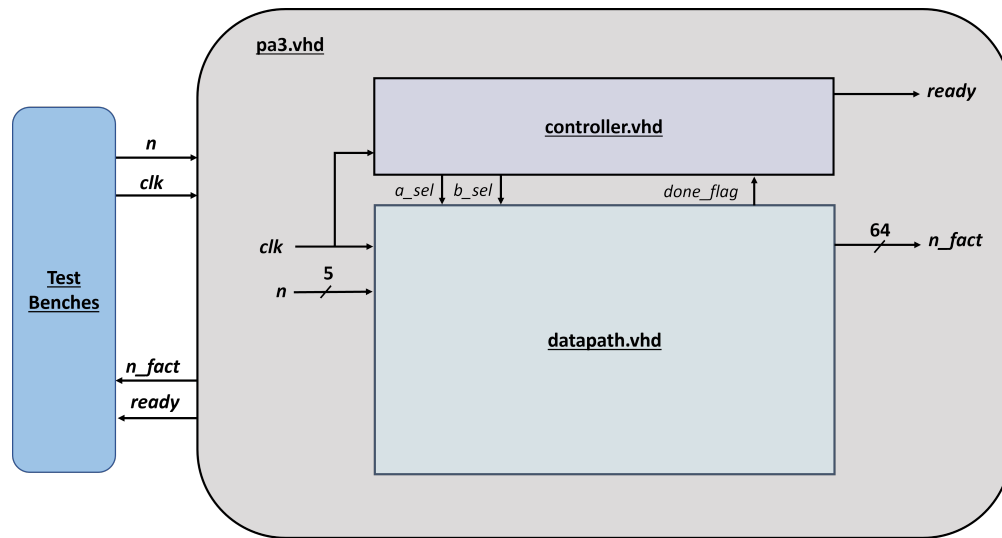 pa3.vhd
ready
controller.vhd
n
clk
a_sel b_sel done_flag
64
clk
n_fact
5
n
Test
Benches
datapath.vhd
n_fact
ready